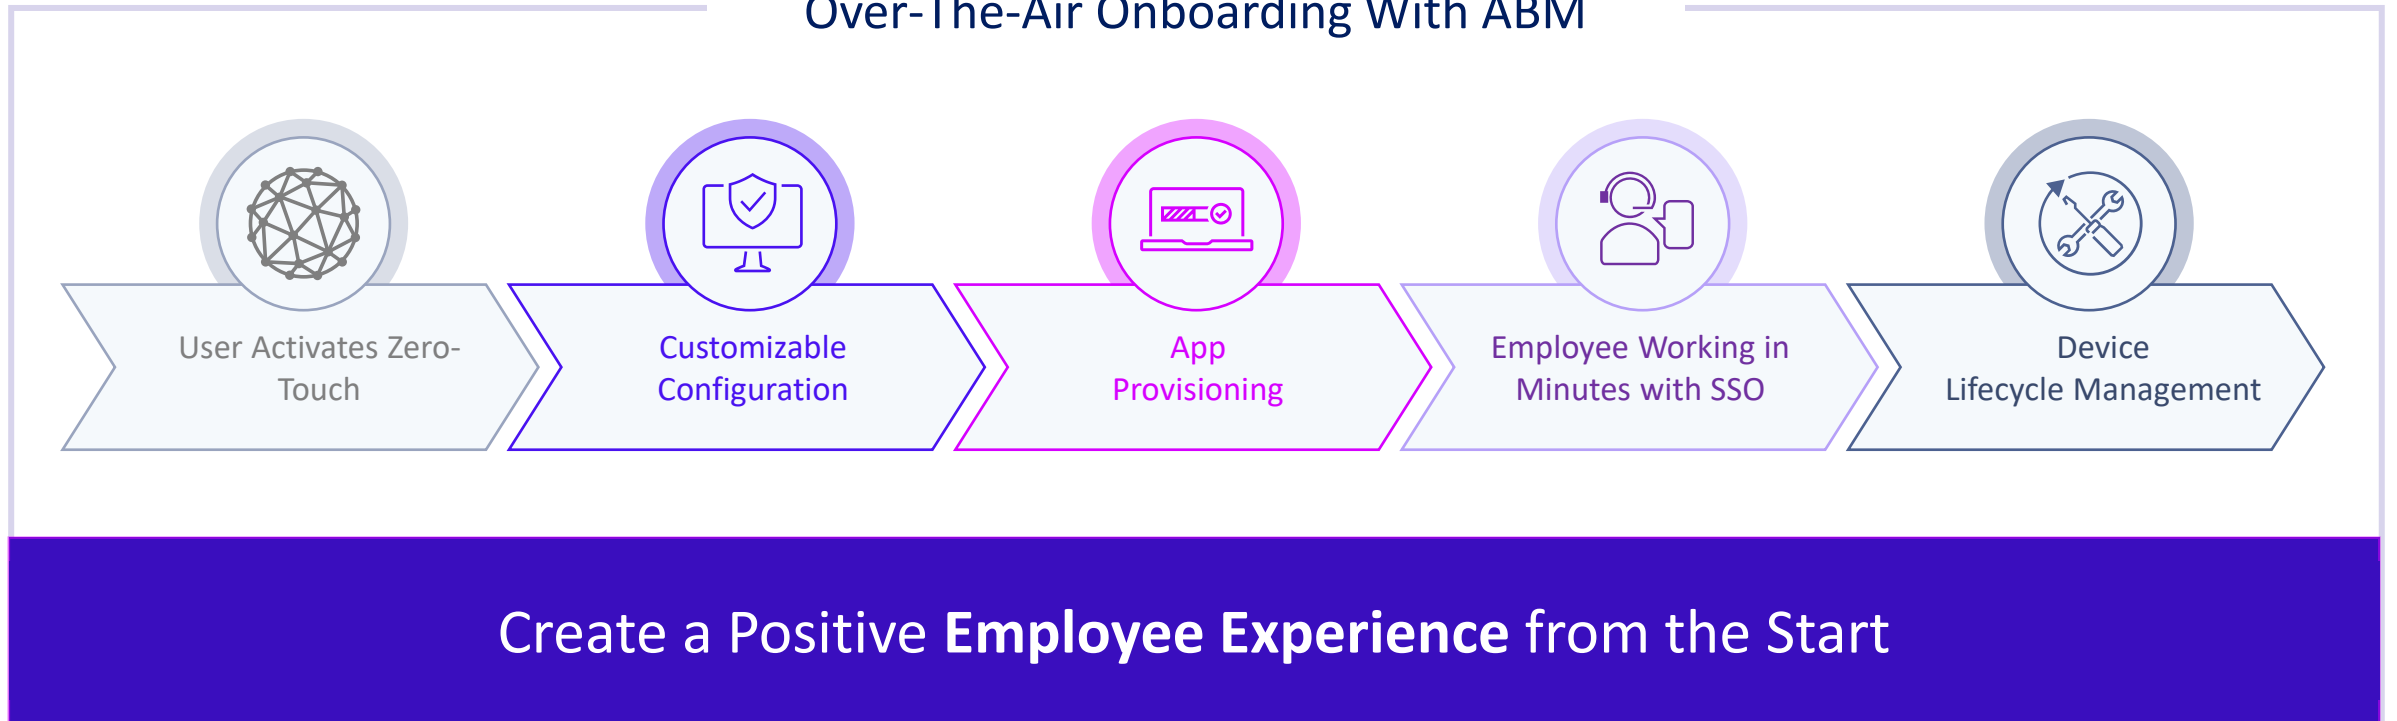 Over-The-Air Onboarding With ABM
User Activates Zero-
Touch
Customizable
Configuration
App
Provisioning
Employee Working in
Minutes with SSO
Device
Lifecycle Management
Create a Positive Employee Experience from the Start